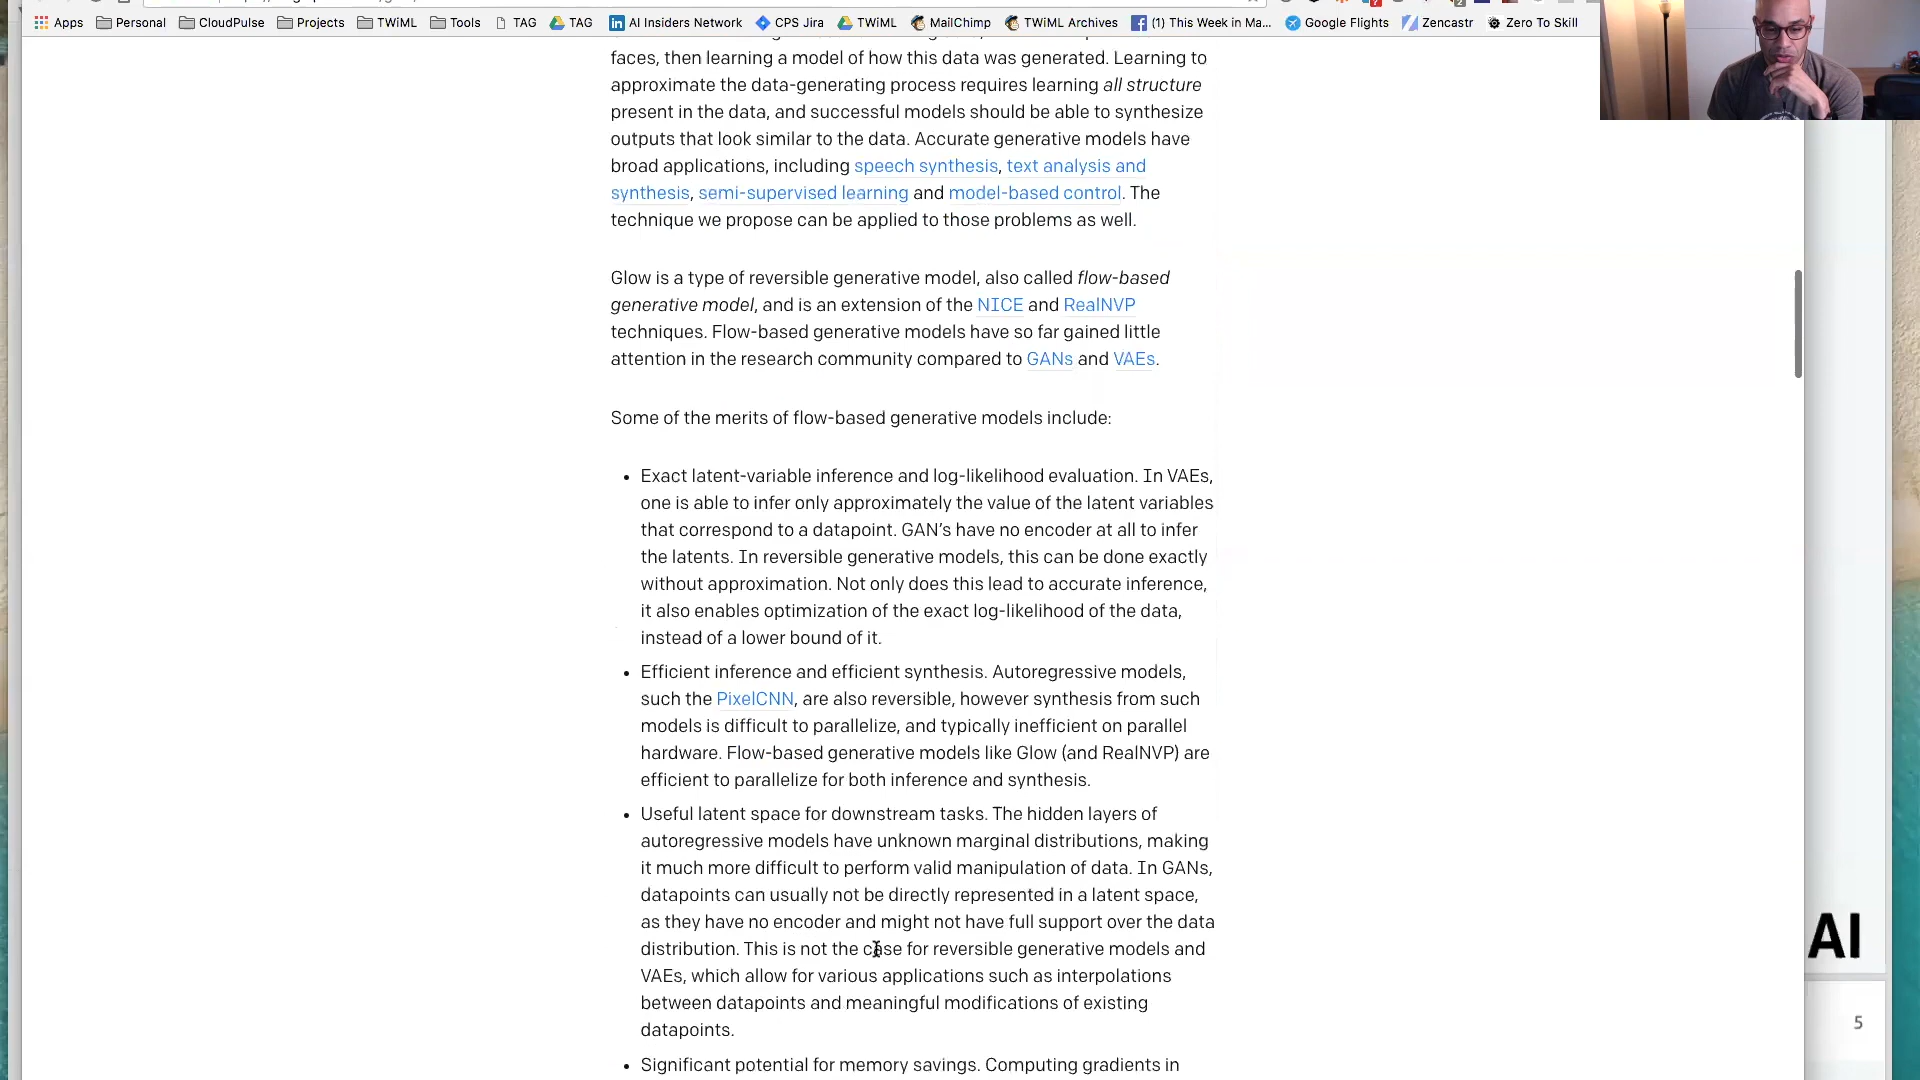 Apps
Personal
CloudPulse
Projects
TWiML
Tools
TAG
TAG
AI Insiders Network
CPS Jira
TWiML
MailChimp
TWiML Archives
(1) This Week in Ma...
Google Flights
Zencastr
Zero To Skill
faces, then learning a model of how this data was generated. Learning to
approximate the data-generating process requires learning all structure
present in the data, and successful models should be able to synthesize
outputs that look similar to the data. Accurate generative models have
broad applications, including speech synthesis, text analysis and
synthesis, semi-supervised learning and model-based control. The
technique we propose can be applied to those problems as well.
Glow is a type of reversible generative model, also called flow-based
generative model, and is an extension of the NICE and RealNVP
techniques. Flow-based generative models have so far gained little
attention in the research community compared to GANs and VAEs.
Some of the merits of flow-based generative models include:
• Exact latent-variable inference and log-likelihood evaluation. In VAEs,
one is able to infer only approximately the value of the latent variables
that correspond to a datapoint. GAN's have no encoder at all to infer
the latents. In reversible generative models, this can be done exactly
without approximation. Not only does this lead to accurate inference,
it also enables optimization of the exact log-likelihood of the data,
instead of a lower bound of it.
• Efficient inference and efficient synthesis. Autoregressive models,
such the PixelCNN, are also reversible, however synthesis from such
models is difficult to parallelize, and typically inefficient on parallel
hardware. Flow-based generative models like Glow (and RealNVP) are
efficient to parallelize for both inference and synthesis.
• Useful latent space for downstream tasks. The hidden layers of
autoregressive models have unknown marginal distributions, making
it much more difficult to perform valid manipulation of data. In GANs,
datapoints can usually not be directly represented in a latent space,
as they have no encoder and might not have full support over the data
distribution. This is not the case for reversible generative models and
VAEs, which allow for various applications such as interpolations
between datapoints and meaningful modifications of existing
datapoints.
• Significant potential for memory savings. Computing gradients in
AI
5